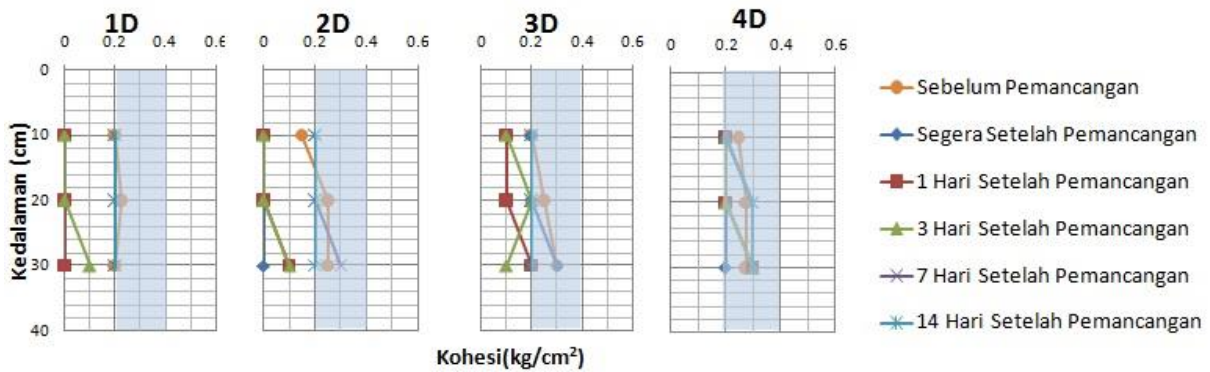 1D
2D
3D
4D
0 0.2 0.4 0.6
0 0.2 0.4 0.6
0 0.2 0.4 0.6
0 0.2 0.4 0.6
0
10
20
30
40
Kedalaman (cm)
Kohesi(kg/cm²)
Sebelum Pemancangan
Segera Setelah Pemancangan
1 Hari Setelah Pemancangan
3 Hari Setelah Pemancangan
7 Hari Setelah Pemancangan
14 Hari Setelah Pemancangan